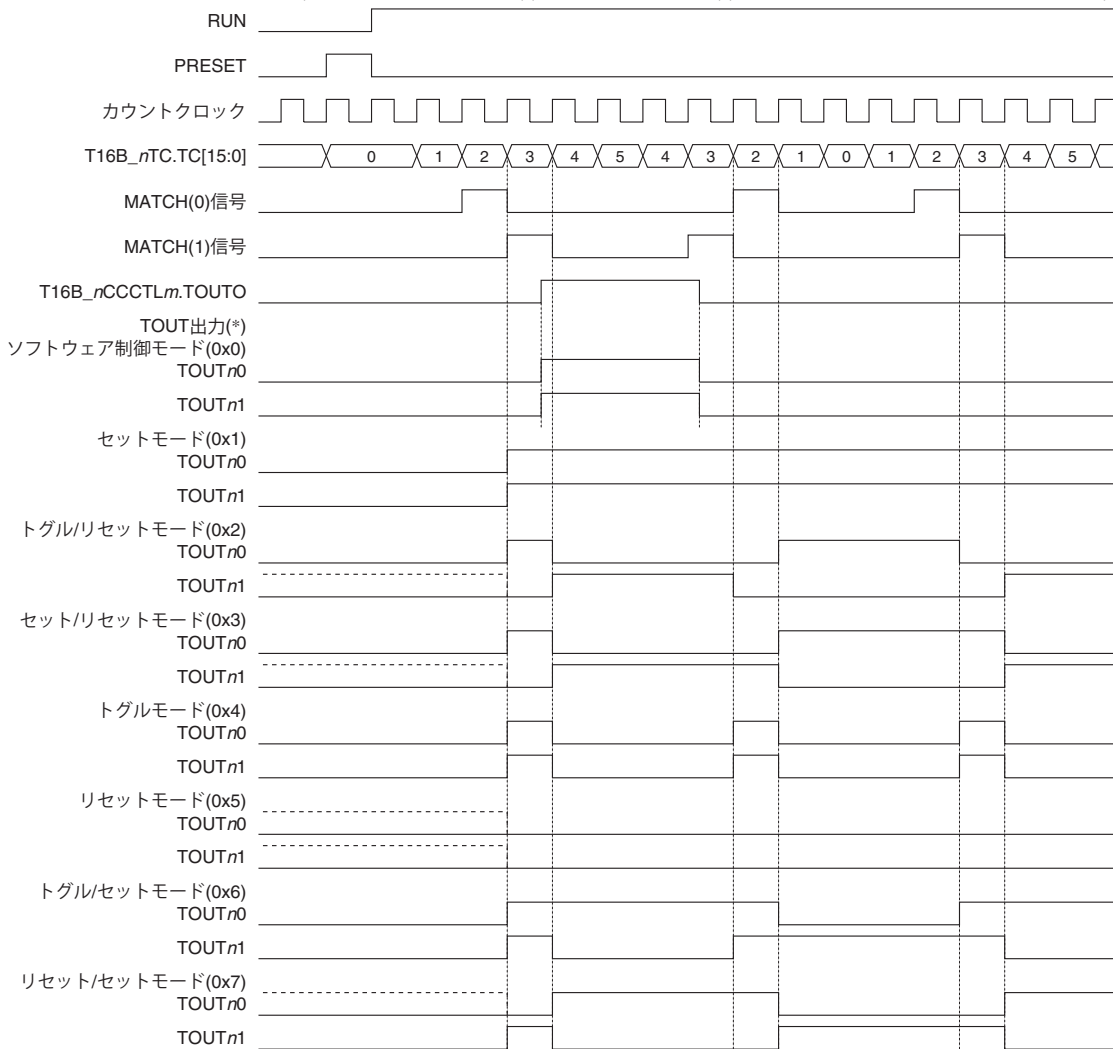 RUN
PRESET
カウントクロック
T16B_nTC.TC[15:0] 0 1 2 3 4 5 4 3 2 1 0 1 2 3 4 5
MATCH(0)信号
MATCH(1)信号
T16B_nCCCTLm.TOUTO
TOUT出力(*)
ソフトウェア制御モード(0x0)
TOUTn0
TOUTn1
セットモード(0x1)
TOUTn0
TOUTn1
トグル/リセットモード(0x2)
TOUTn0
TOUTn1
セット/リセットモード(0x3)
TOUTn0
TOUTn1
トグルモード(0x4)
TOUTn0
TOUTn1
リセットモード(0x5)
TOUTn0
TOUTn1
トグル/セットモード(0x6)
TOUTn0
TOUTn1
リセット/セットモード(0x7)
TOUTn0
TOUTn1